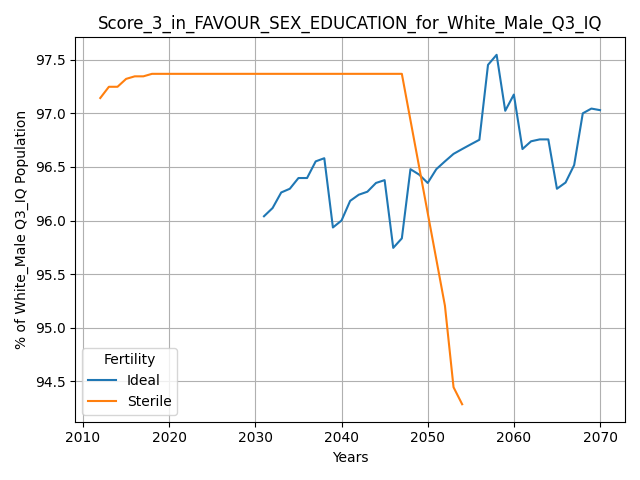 Score_3_in_FAVOUR_SEX_EDUCATION_for_White_Male_Q3_IQ
% of White_Male Q3_IQ Population
97.5
97.0
96.5
96.0
95.5
95.0
94.5
Fertility
Ideal
Sterile
2010 2020 2030 2040 2050 2060 2070
Years